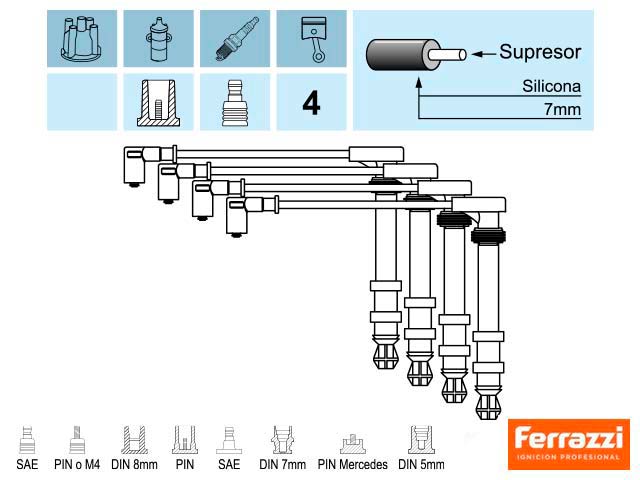 Supresor
Silicona
7mm
4
SAE PIN o M4 DIN 8mm PIN SAE DIN 7mm PIN Mercedes DIN 5mm
Ferrazzi
IGNICION PROFESIONAL